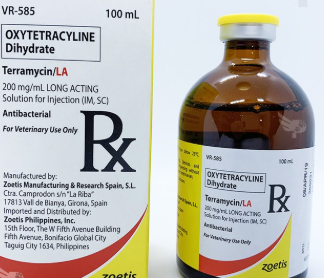 VR-585
100 mL
OXYTETRACYLINE
Dihydrate
Terramycin/LA
200 mg/mL LONG ACTING
Solution for Injection (IM, SC)
Antibacterial
For Veterinary Use Only
Rx
Manufactured by:
Zoetis Manufacturing & Research Spain, S.L.
Ctra. Camprodon s/n "La Riba"
17813 Vall de Bianya, Girona, Spain
Imported and Distributed by:
Zoetis Philippines, Inc.
15th Floor, The W Fifth Avenue Building
Fifth Avenue, Bonifacio Global City
Taguig City 1634, Philippines
zoetis
VR-585
100 mL
OXYTETRACYLINE
Dihydrate
Terramycin/LA
200 mg/mL LONG ACTING
Solution for Injection (IM, SC)
Antibacterial
For Veterinary Use Only
Rx
zoetis